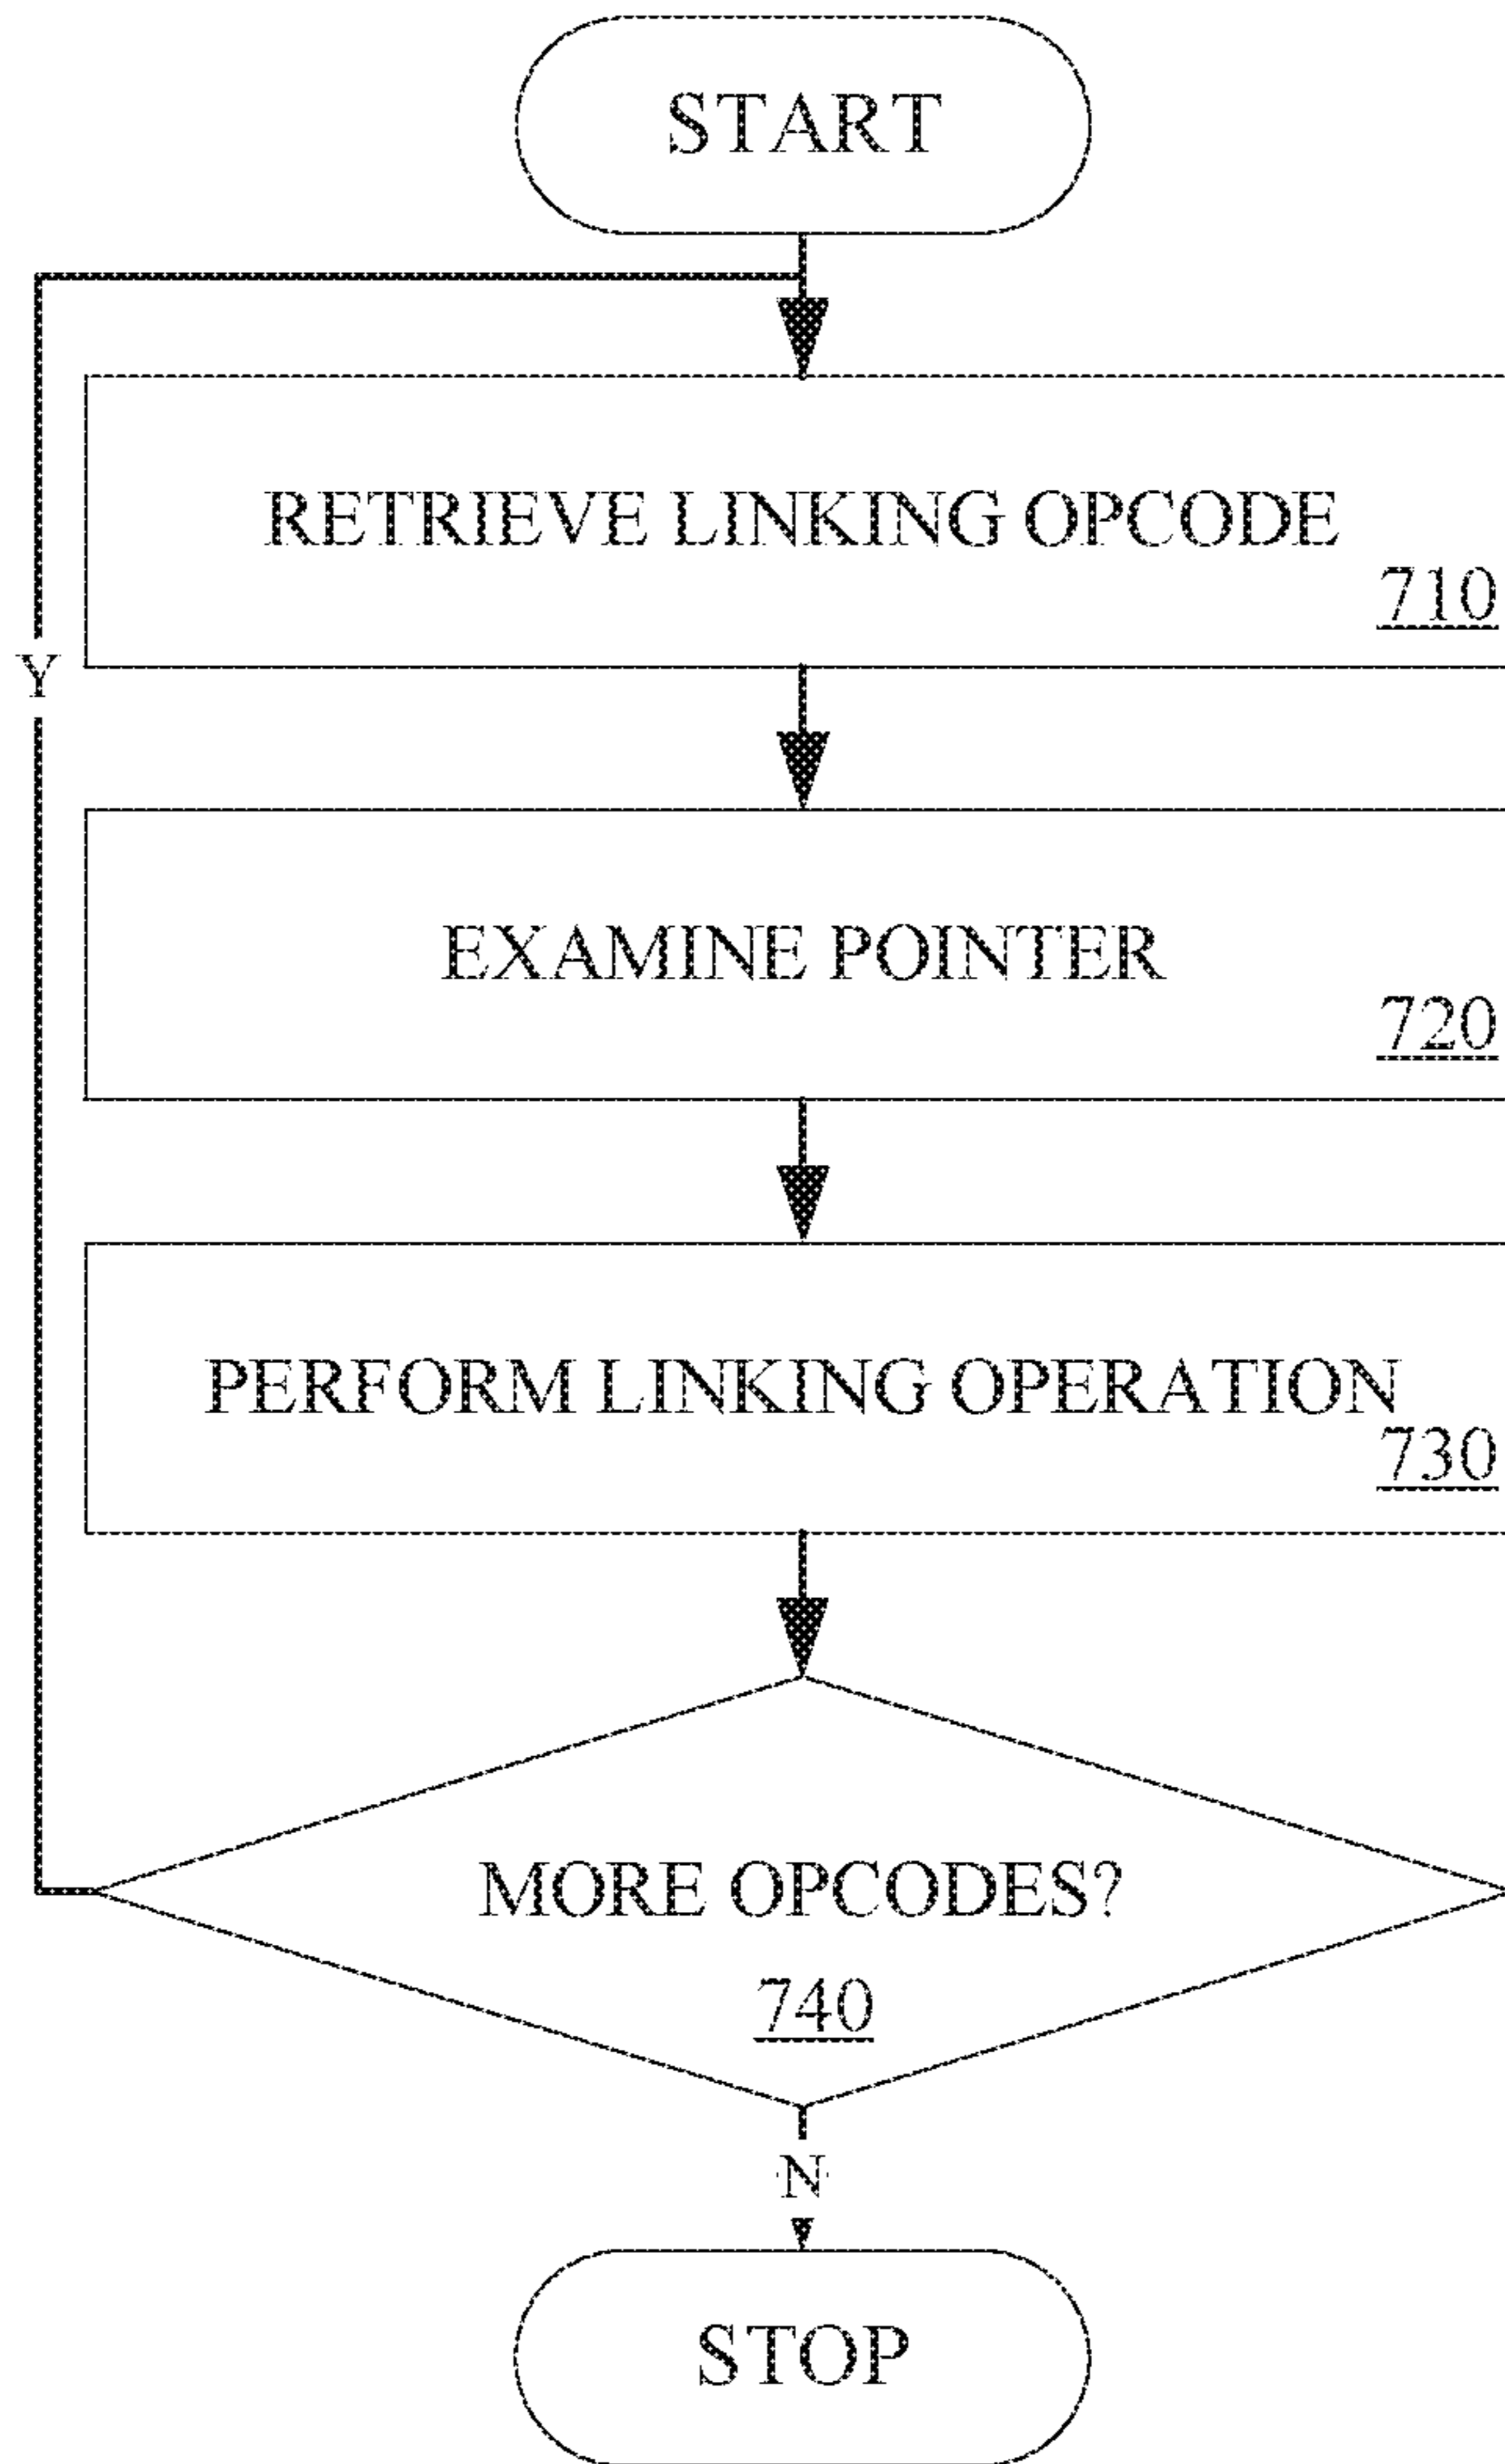 START
RETRIEVE LINKING OPCODE
710
Y
EXAMINE POINTER
720
PERFORM LINKING OPERATION
730
MORE OPCODES?
740
N
STOP